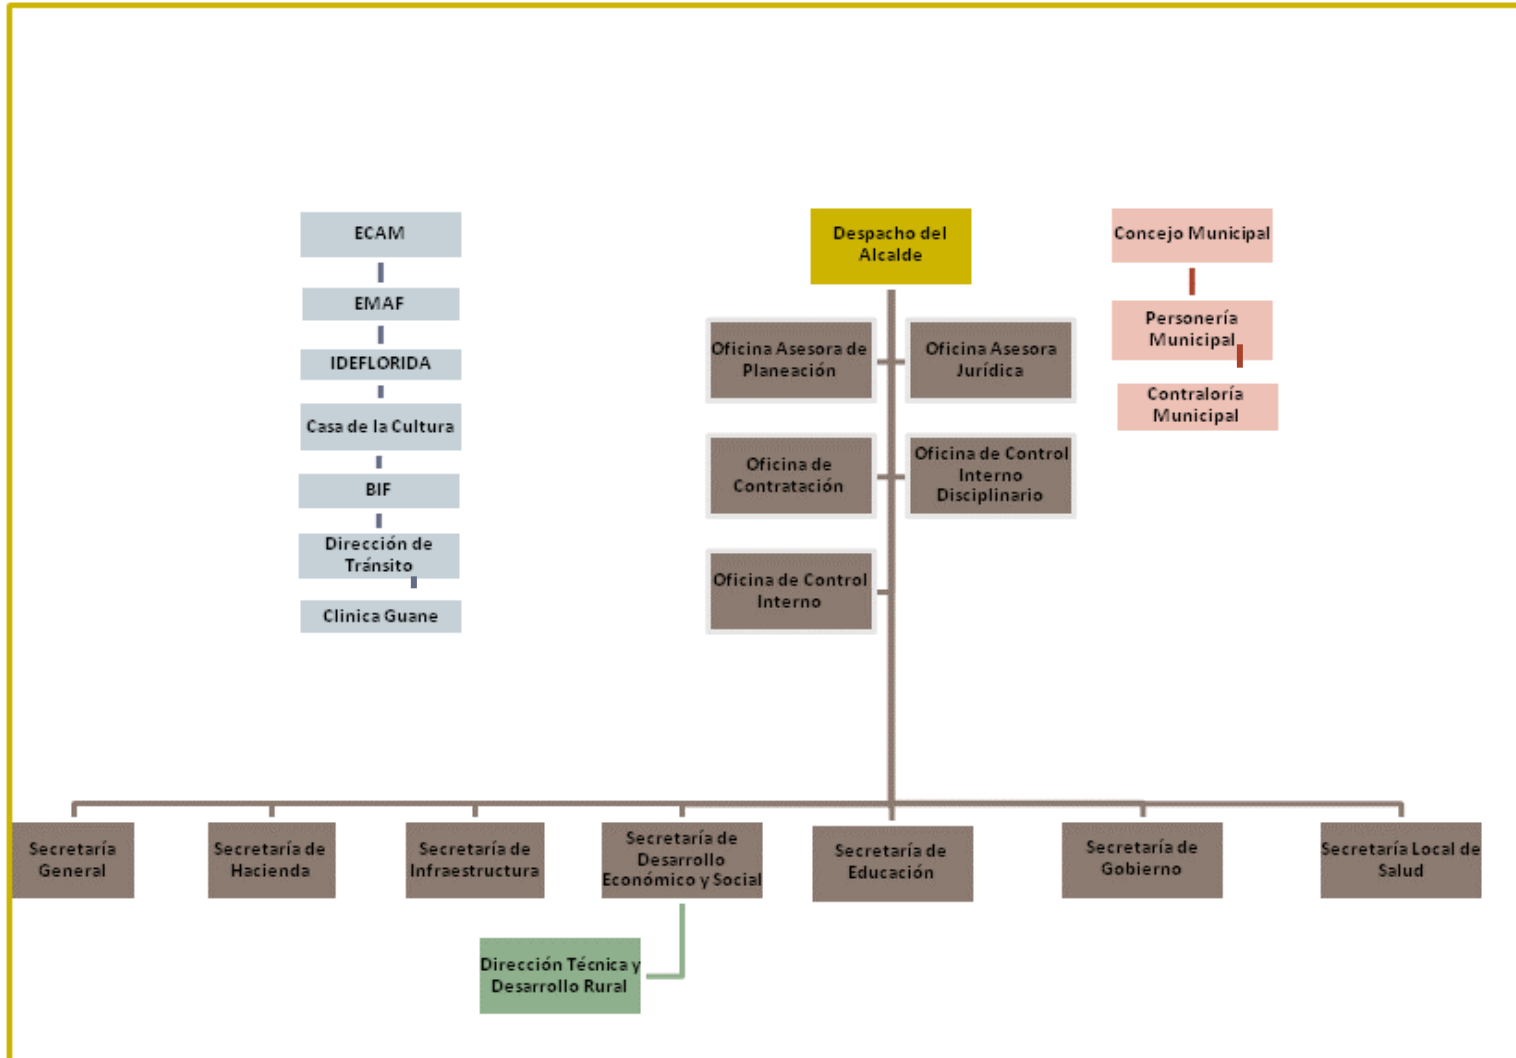 ECAM
EMAF
IDEFLORIDA
Casa de la Cultura
BIF
Dirección de
Tránsito
Clinica Guane
Despacho del
Alcalde
Oficina Asesora de
Planeación
Oficina Asesora
Jurídica
Oficina de
Contratación
Oficina de Control
Interno
Disciplinario
Oficina de Control
Interno
Concejo Municipal
Personería
Municipal
Contraloría
Municipal
Secretaría
General
Secretaría de
Hacienda
Secretaría de
Infraestructura
Secretaría de
Desarrollo
Económico y Social
Secretaría de
Educación
Secretaría de
Gobierno
Secretaría Local de
Salud
Dirección Técnica y
Desarrollo Rural